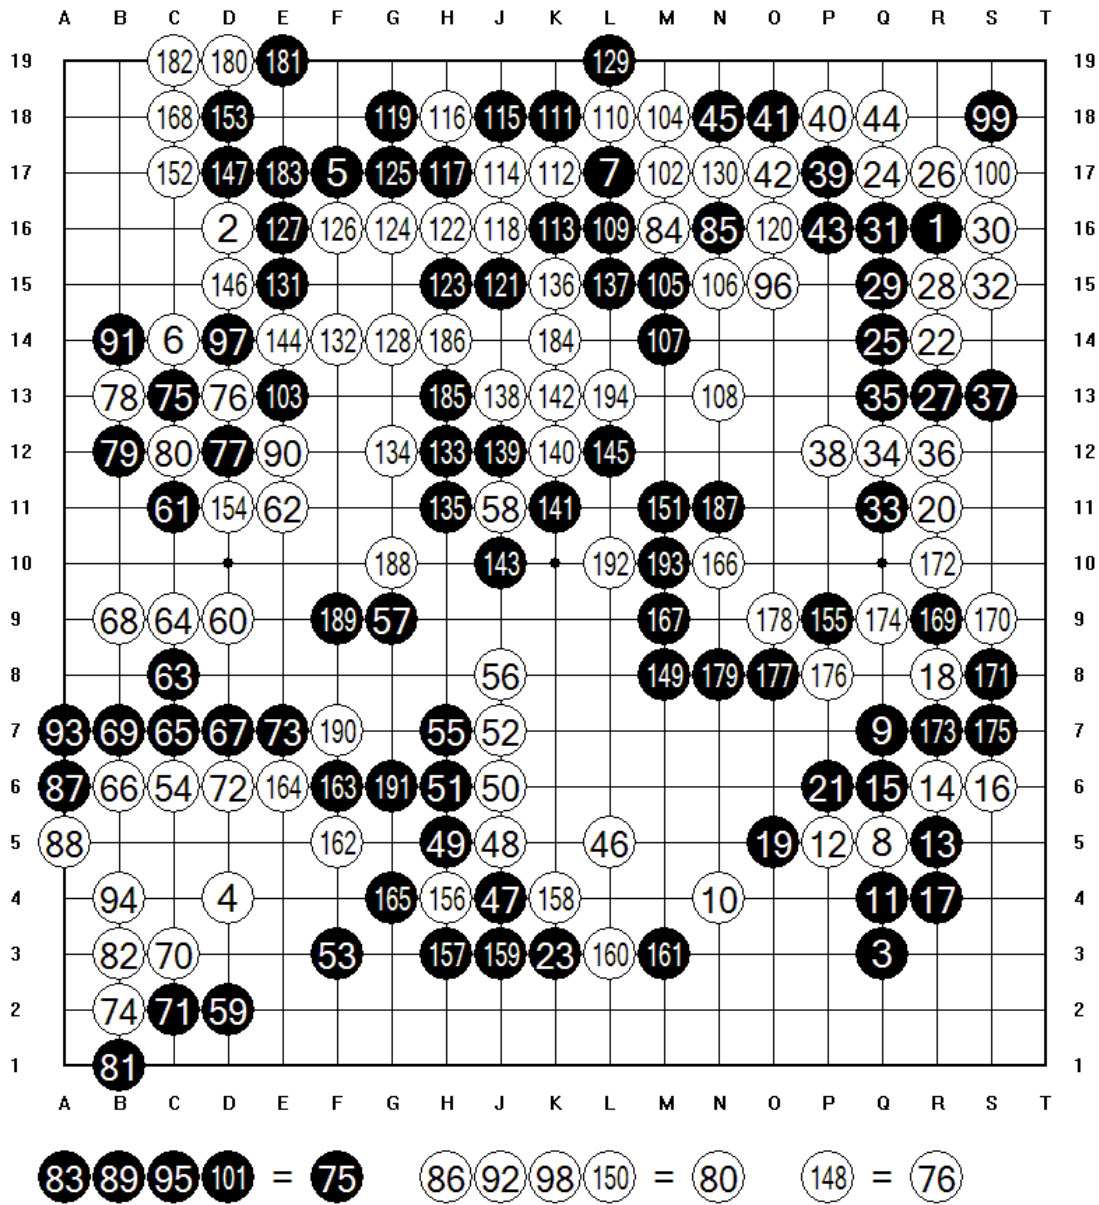 A B C D E F G H J K L M N O P Q R S T
19 182 180 181 129 19
18 168 153 119 116 115 111 110 104 45 41 40 44 99 18
17 152 147 183 5 125 117 114 112 7 102 130 42 39 24 26 100 17
16 2 127 126 124 122 118 113 109 84 85 120 43 31 1 30 16
15 146 131 123 121 136 137 105 106 96 29 28 32 15
14 91 6 97 144 132 128 186 184 107 25 22 14
13 78 75 76 103 185 138 142 194 108 35 27 37 13
12 79 80 77 90 134 133 139 140 145 38 34 36 12
11 61 154 62 135 58 141 151 187 33 20 11
10 188 143 192 193 166 172 10
9 68 64 60 189 57 167 178 155 174 169 170 9
8 63 56 149 179 177 176 18 171 8
7 93 69 65 67 73 190 55 52 9 173 175 7
6 87 66 54 72 164 163 191 51 50 21 15 14 16 6
5 88 162 49 48 46 19 12 8 13 5
4 94 4 165 156 47 158 10 11 17 4
3 82 70 53 157 159 23 160 161 3 3
2 74 71 59 2
1 81 1
A B C D E F G H J K L M N O P Q R S T
83 89 95 101 = 75 86 92 98 150 = 80 148 = 76